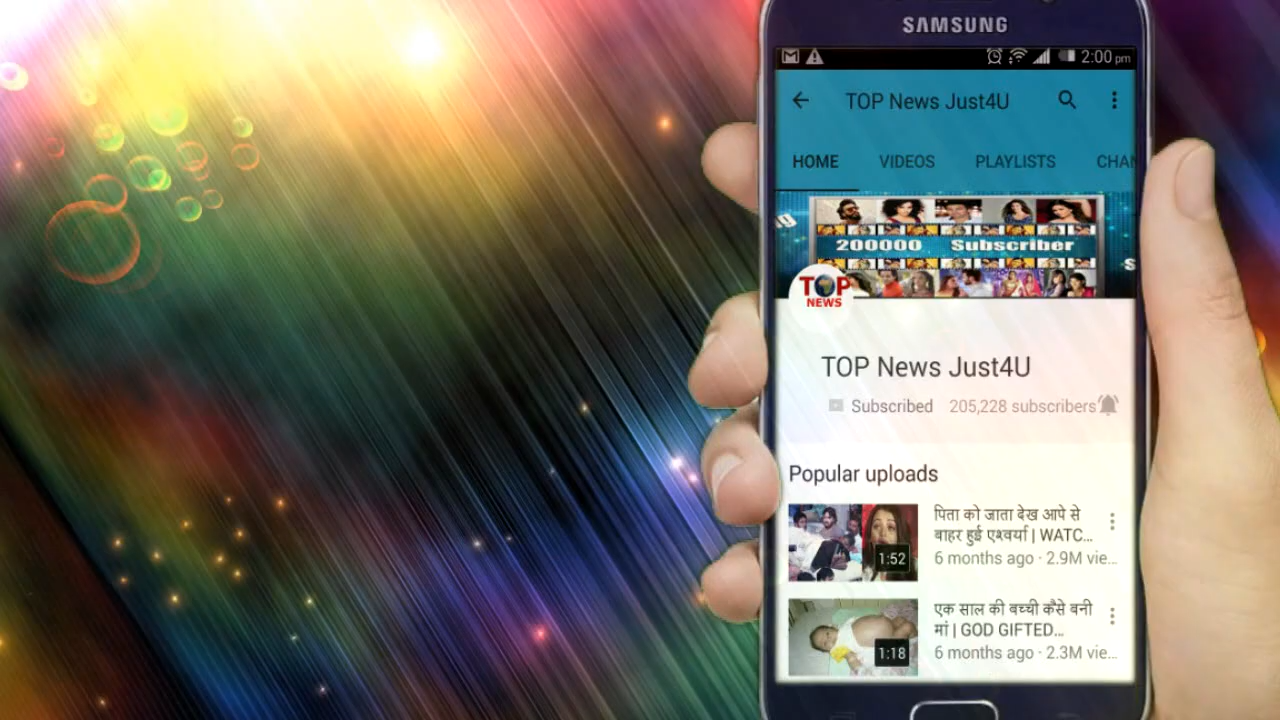 SAMSUNG
2:00 pm
TOP News Just4U
HOME VIDEOS PLAYLISTS CHAN
200000 Subscriber
TOP
NEWS
TOP News Just4U
Subscribed 205,228 subscribers
Popular uploads
पिता को जाता देख आपे से
बाहर हुई एश्वर्या | WATC...
6 months ago · 2.9M vie...
1:52
एक साल की बच्ची कैसे बनी
मां | GOD GIFTED...
6 months ago · 2.3M vie...
1:18